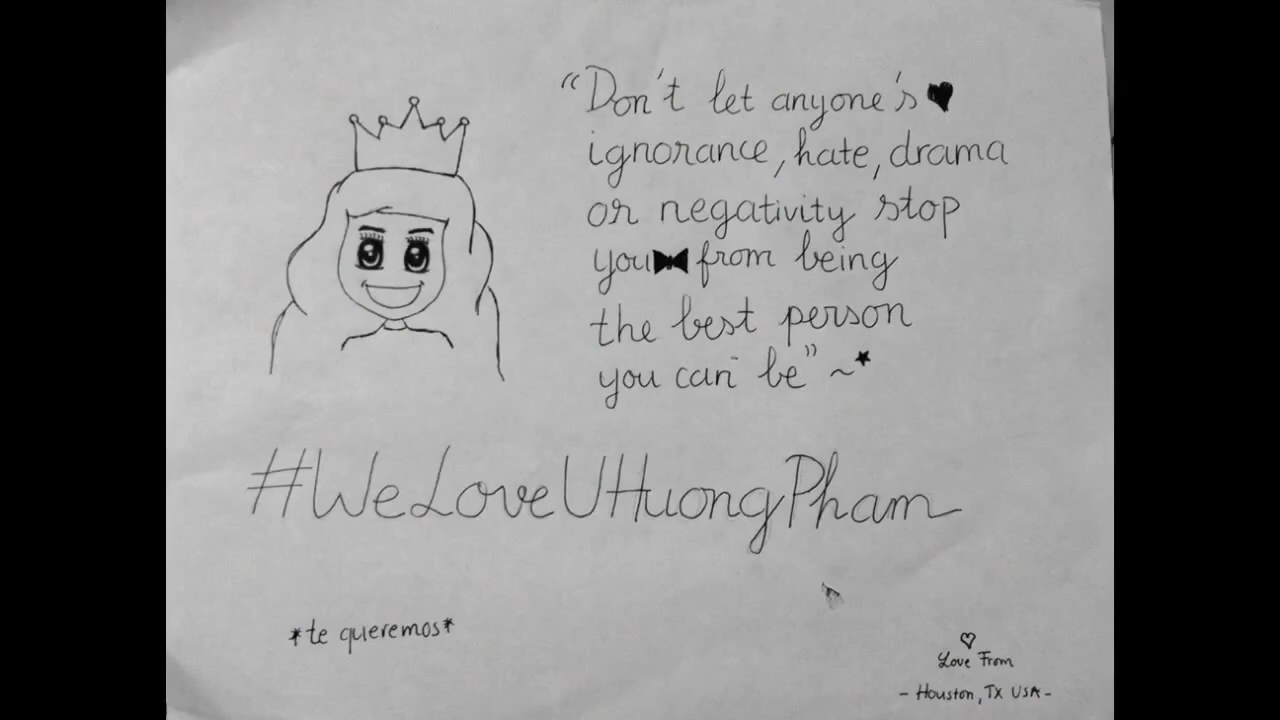 "Don't let anyone's
ignorance, hate, drama
or negativity stop
you from being
the best person
you can be" ~*
#WeLoveUHuongPham
*te queremos*
Love From
- Houston, TX USA -